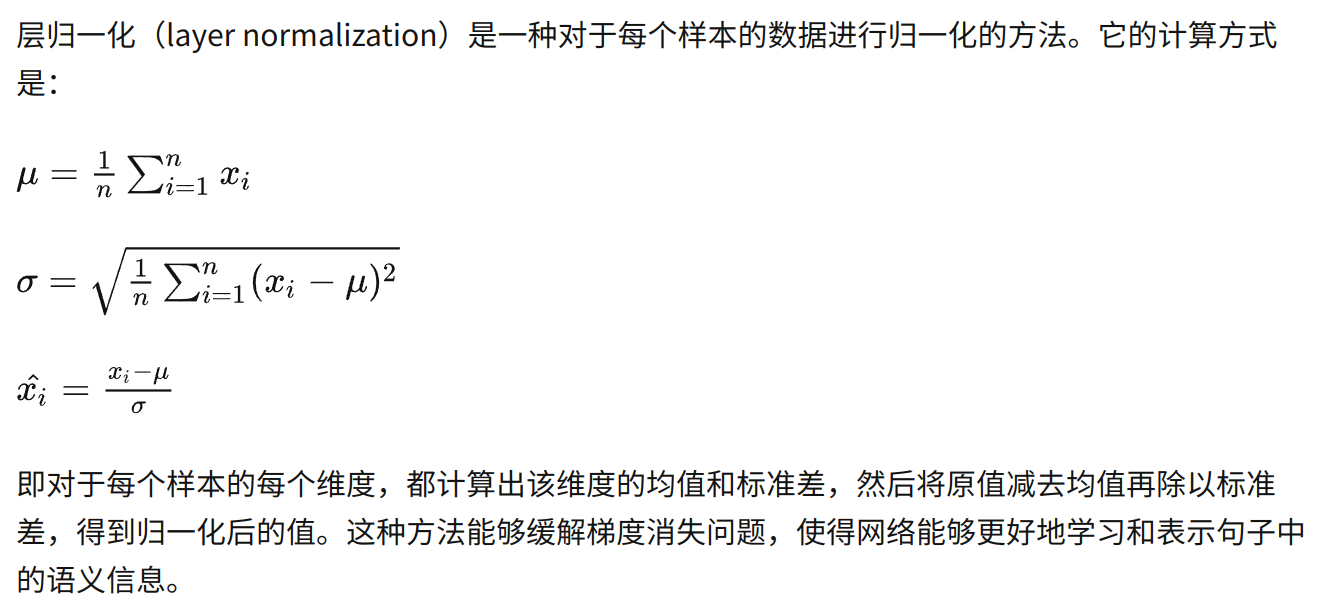 层归一化（layer normalization）是一种对于每个样本的数据进行归一化的方法。它的计算方式
是：
μ = \frac{1}{n} \sum_{i=1}^{n} x_i
σ = \sqrt{\frac{1}{n} \sum_{i=1}^{n} (x_i − μ)^2}
\hat{x_i} = \frac{x_i − μ}{σ}
即对于每个样本的每个维度，都计算出该维度的均值和标准差，然后将原值减去均值再除以标准
差，得到归一化后的值。这种方法能够缓解梯度消失问题，使得网络能够更好地学习和表示句子中
的语义信息。